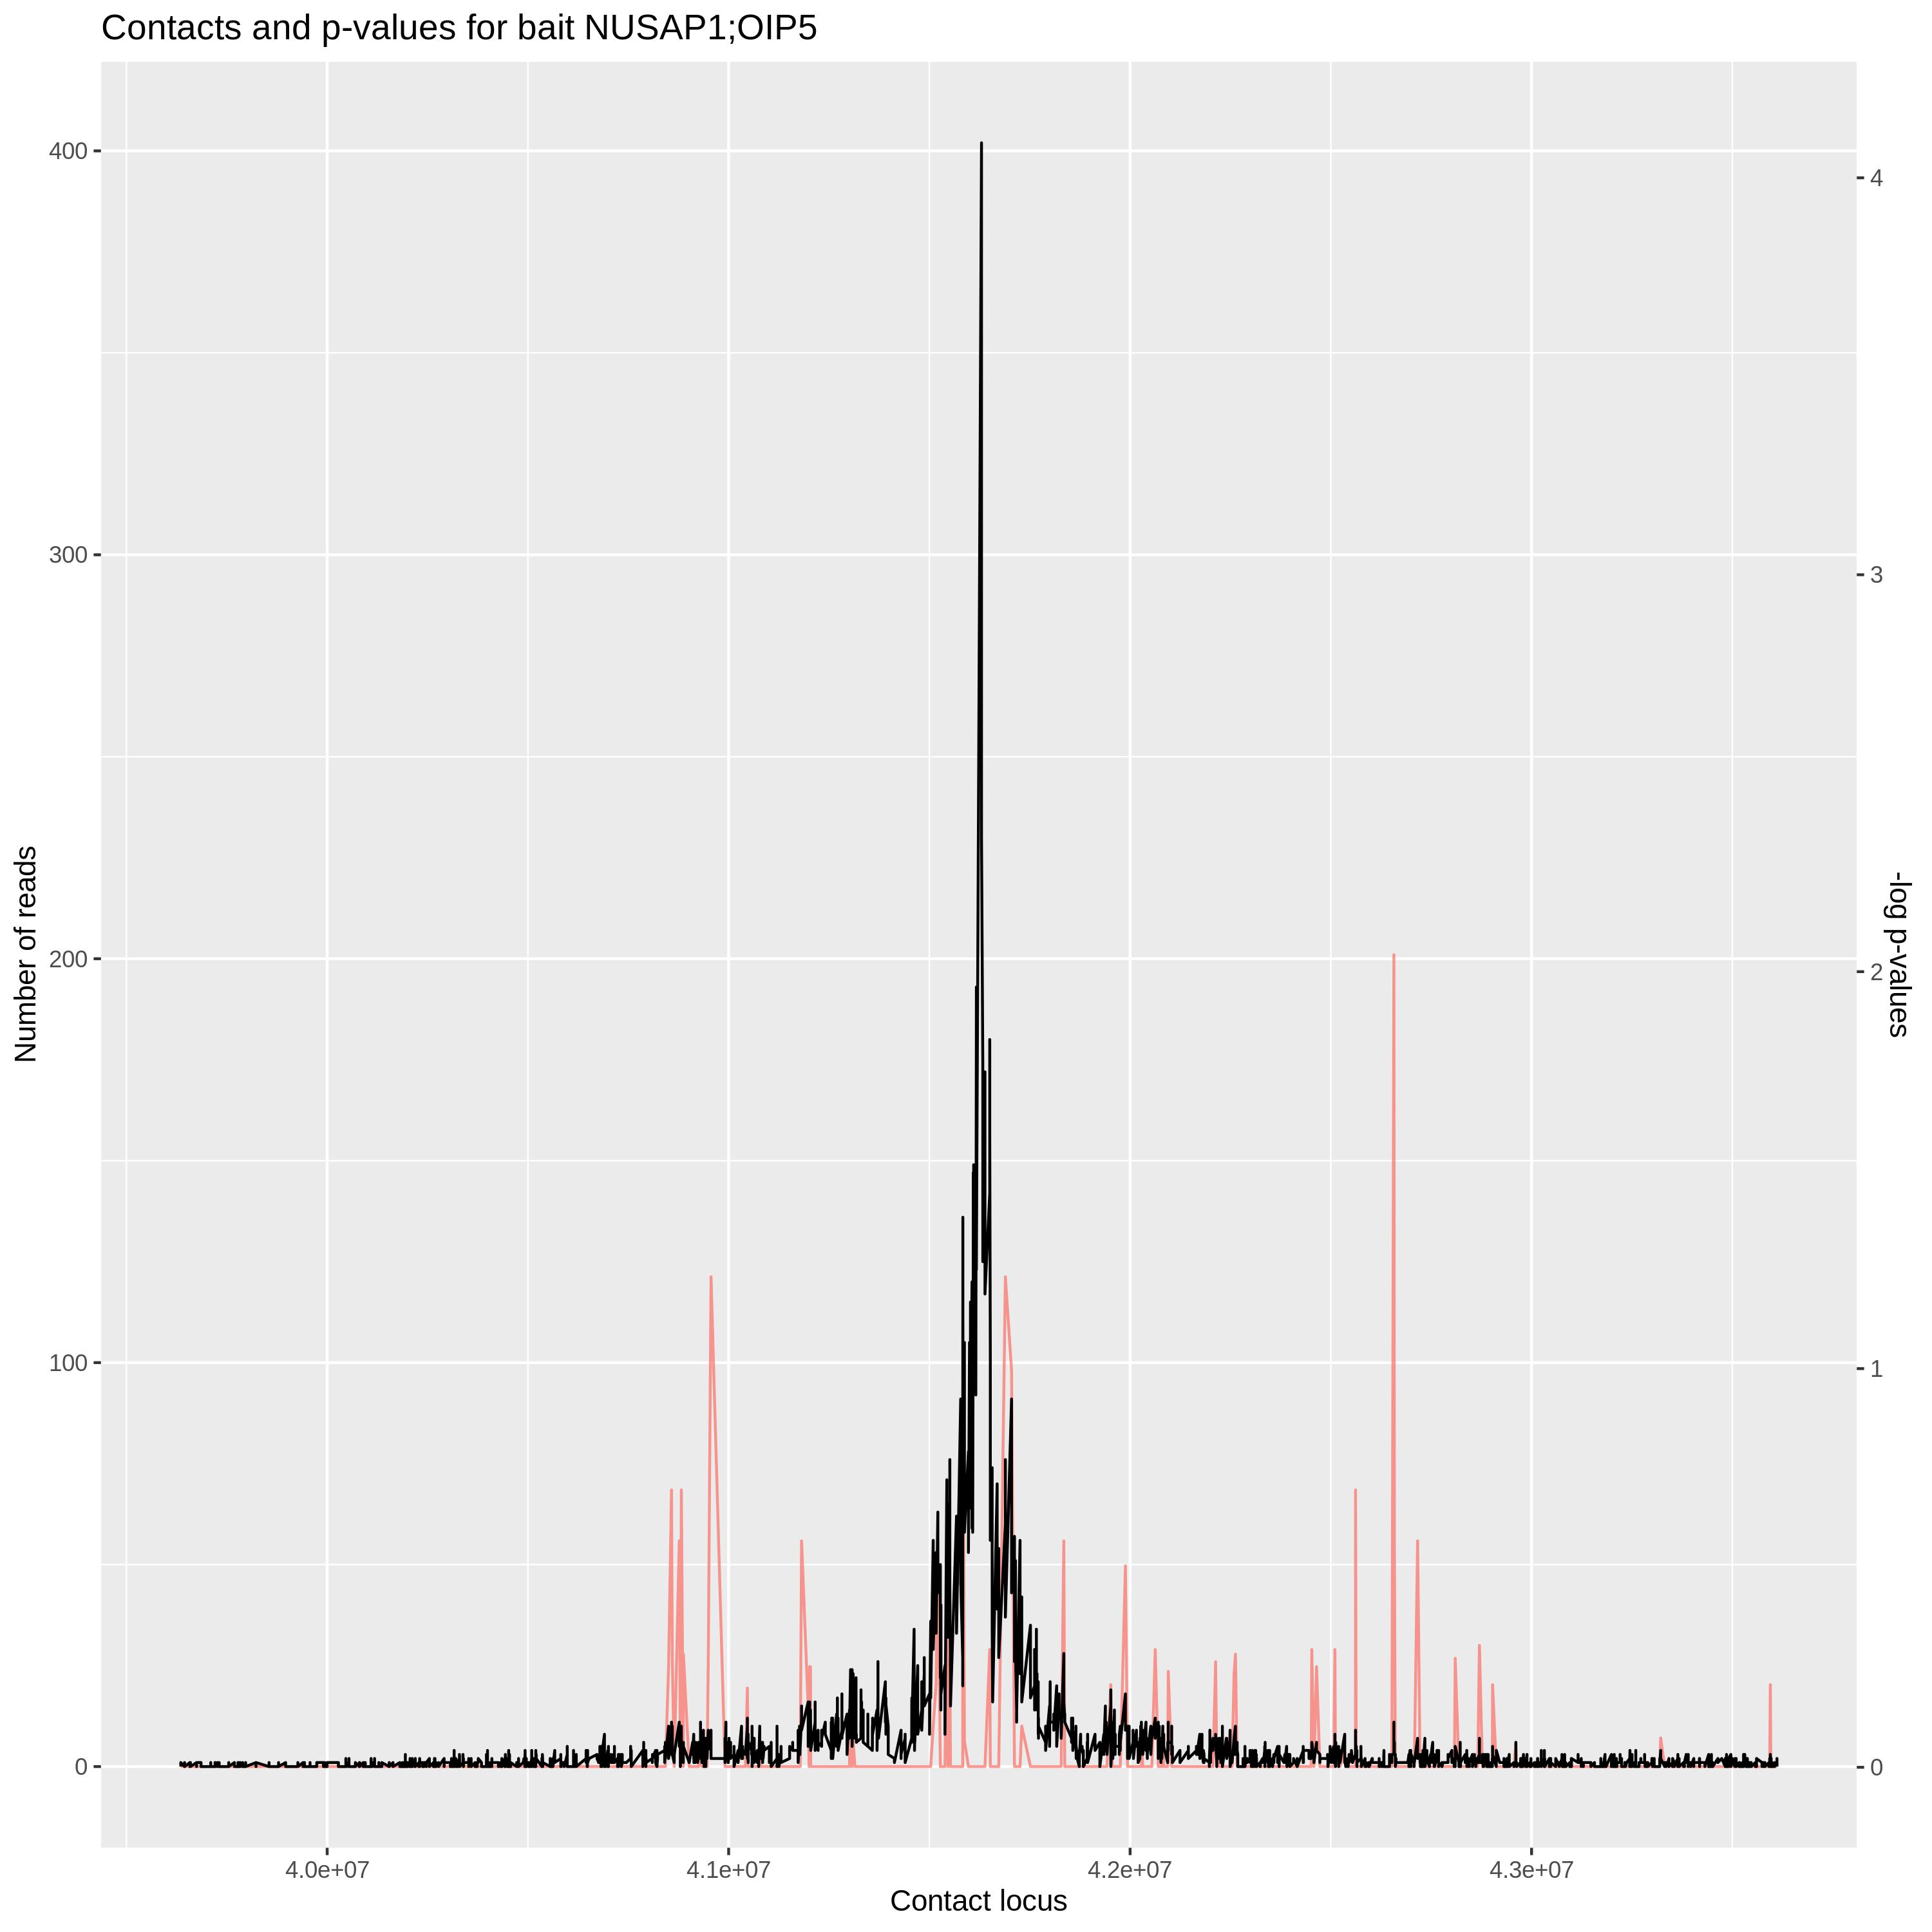 Contacts and p-values for bait NUSAP1;OIP5
400
300
200
100
0
Number of reads
4
3
2
1
0
-log p-values
4.0e+07
4.1e+07
4.2e+07
4.3e+07
Contact locus